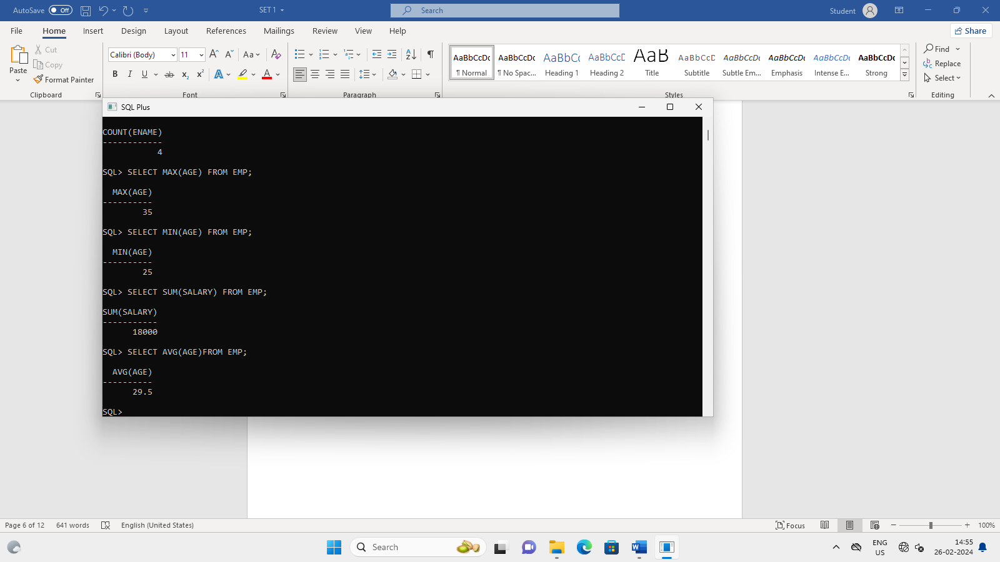 AutoSave Off
SET 1
Search
Student
File Home Insert Design Layout References Mailings Review View Help
Share
Paste
Cut
Copy
Format Painter
Clipboard
Calibri (Body) 11
Font
Paragraph
AaBbCcDc AaBbCcDc AaBbCc AaBbCcD AaB AaBbCcD AaBbCcDc AaBbCcDc AaBbCcDc AaBbCcDc
¶ Normal ¶ No Spac... Heading 1 Heading 2 Title Subtitle Subtle Em... Emphasis Intense E... Strong
Styles
Find
Replace
Select
Editing
SQL Plus
COUNT(ENAME)
------------
4
SQL> SELECT MAX(AGE) FROM EMP;
MAX(AGE)
----------
35
SQL> SELECT MIN(AGE) FROM EMP;
MIN(AGE)
----------
25
SQL> SELECT SUM(SALARY) FROM EMP;
SUM(SALARY)
-----------
18000
SQL> SELECT AVG(AGE)FROM EMP;
AVG(AGE)
----------
29.5
SQL>
Page 6 of 12 641 words English (United States)
Focus
100%
Search
ENG
US
14:55
26-02-2024